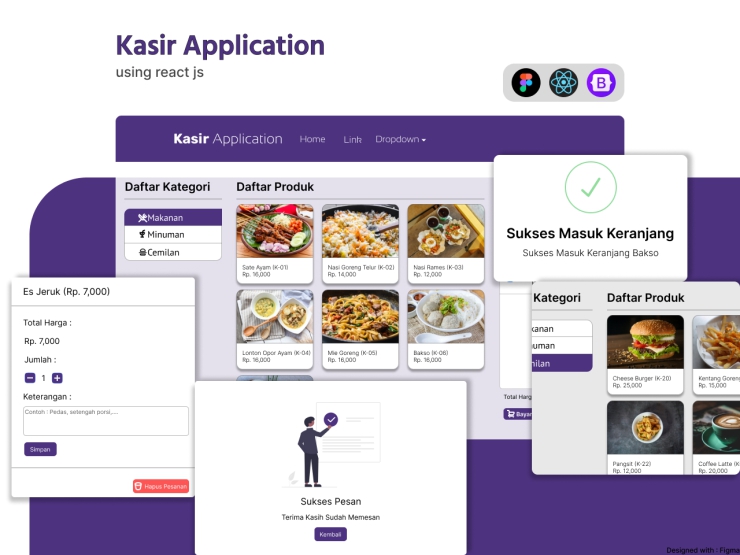 Kasir Application
using react js
Kasir Application
Home
Link
Dropdown
Daftar Kategori
Makanan
Minuman
Cemilan
Daftar Produk
Sate Ayam (K-01)
Rp. 16,000
Nasi Goreng Telur (K-02)
Rp. 14,000
Nasi Rames (K-03)
Rp. 12,000
Lonton Opor Ayam (K-04)
Rp. 16,000
Mie Goreng (K-05)
Rp. 16,000
Bakso (K-06)
Rp. 16,000
Sukses Masuk Keranjang
Sukses Masuk Keranjang Bakso
Total Harg
Bayar
Kategori
kanan
numan
milan
Daftar Produk
Cheese Burger (K-20)
Rp. 25,000
Kentang Goreng
Rp. 15,000
Pangsit (K-22)
Rp. 12,000
Coffee Latte (K
Rp. 20,000
Es Jeruk (Rp. 7,000)
Total Harga :
Rp. 7,000
Jumlah :
1
Keterangan :
Contoh : Pedas, setengah porsi,...
Simpan
Hapus Pesanan
Sukses Pesan
Terima Kasih Sudah Memesan
Kembali
Designed with : Figma